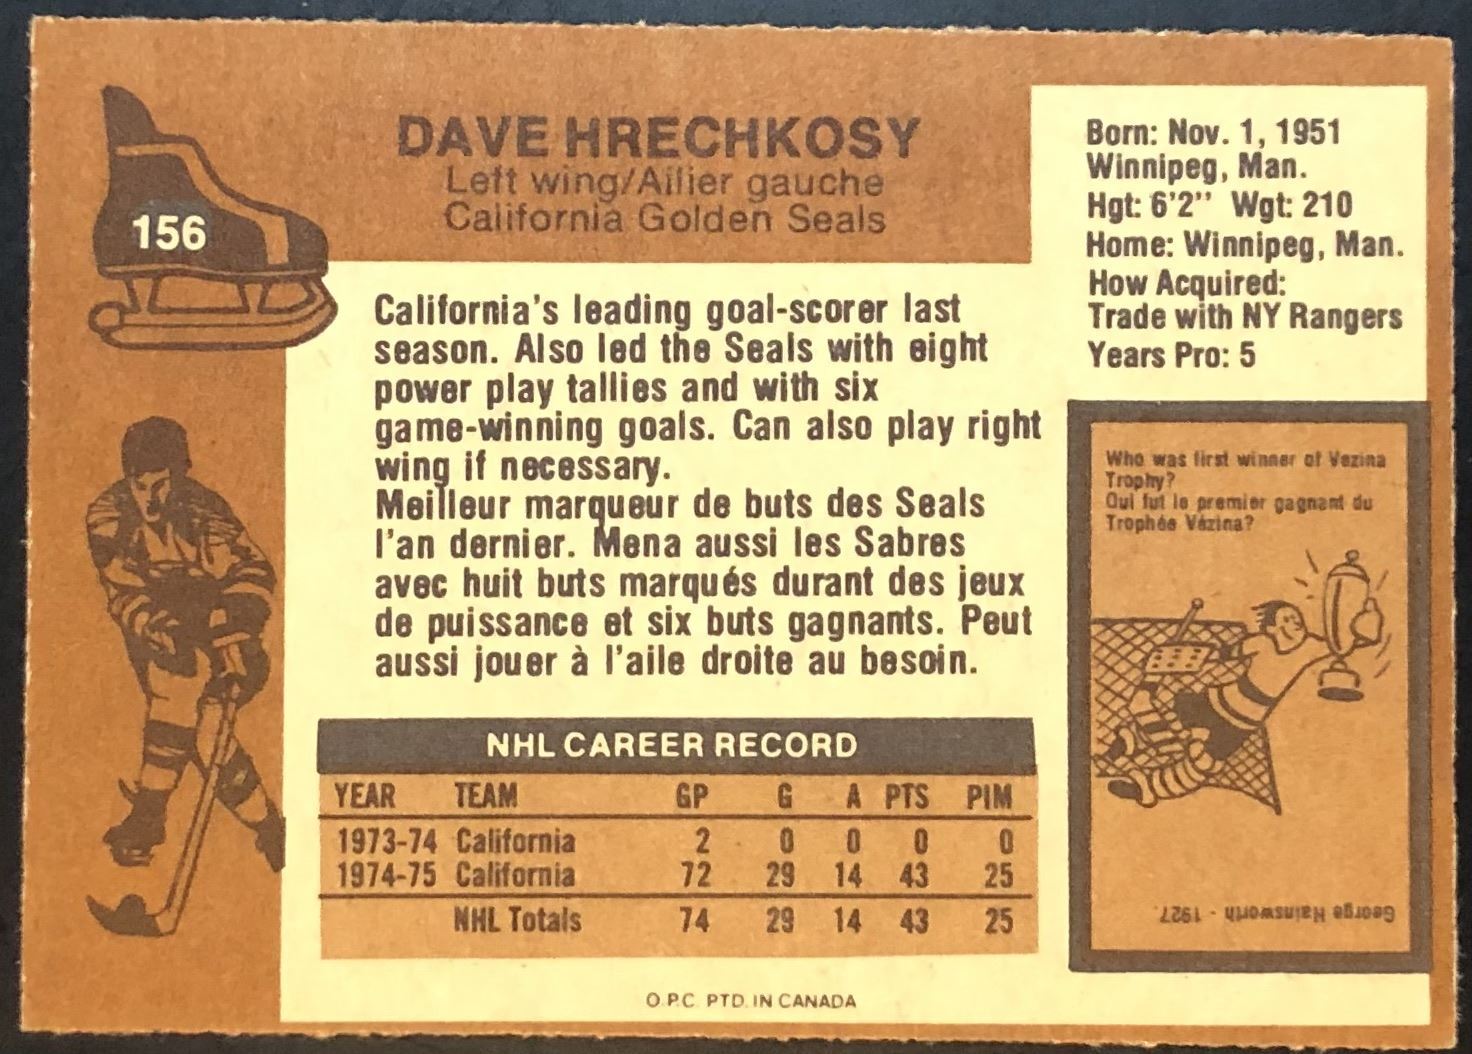 156
DAVE HRECHKOSY
Left wing/Ailier gauche
California Golden Seals
Born: Nov. 1, 1951
Winnipeg, Man.
Hgt: 6'2" Wgt: 210
Home: Winnipeg, Man.
How Acquired:
Trade with NY Rangers
Years Pro: 5
California's leading goal-scorer last
season. Also led the Seals with eight
power play tallies and with six
game-winning goals. Can also play right
wing if necessary.
Meilleur marqueur de buts des Seals
l'an dernier. Mena aussi les Sabres
avec huit buts marqués durant des jeux
de puissance et six buts gagnants. Peut
aussi jouer à l'aile droite au besoin.
NHL CAREER RECORD
YEAR TEAM GP G A PTS PIM
1973-74 California 2 0 0 0 0
1974-75 California 72 29 14 43 25
NHL Totals 74 29 14 43 25
Who was first winner of Vezina
Trophy?
Qui fut le premier gagnant du
Trophée Vézina?
George Hainsworth - 1927.
O.P.C. PTD. IN CANADA